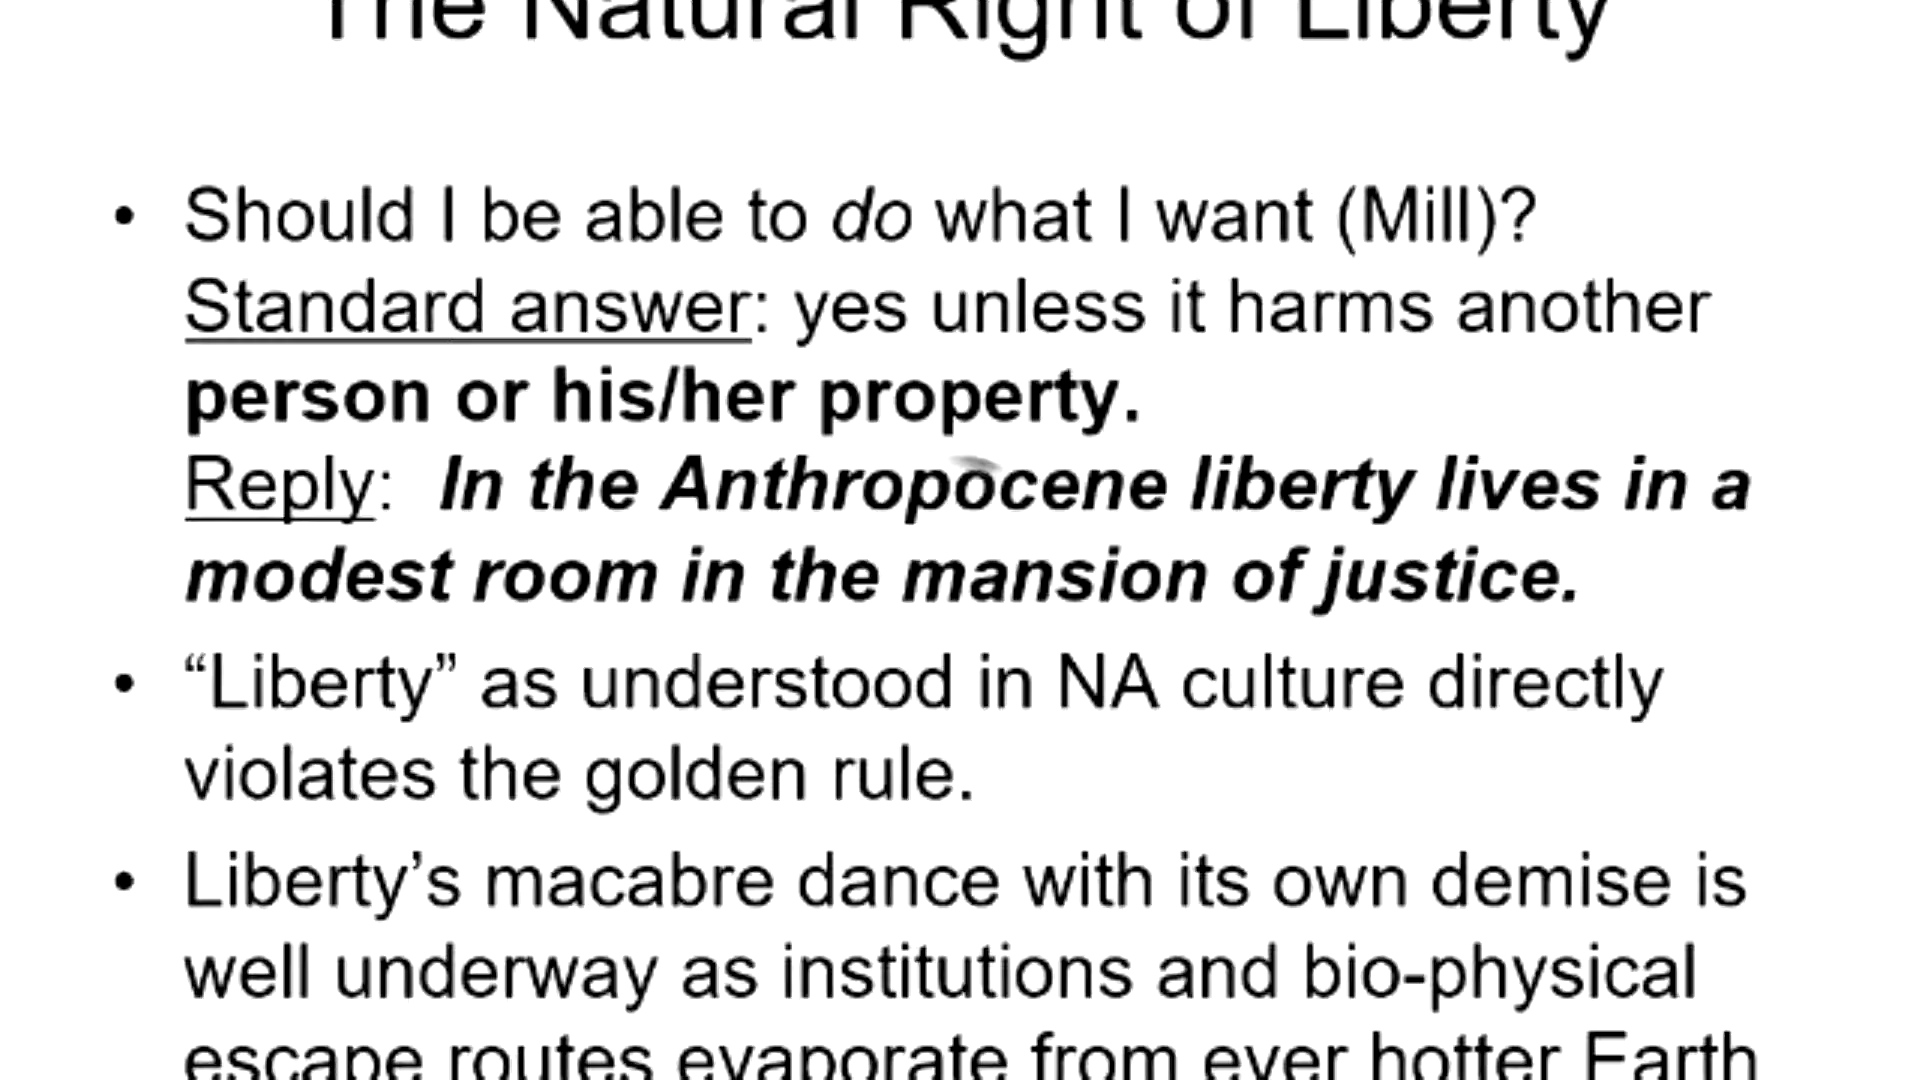 The Natural Right of Liberty
• Should I be able to do what I want (Mill)?
Standard answer: yes unless it harms another
person or his/her property.
Reply: In the Anthropocene liberty lives in a
modest room in the mansion of justice.
• “Liberty” as understood in NA culture directly
violates the golden rule.
• Liberty’s macabre dance with its own demise is
well underway as institutions and bio-physical
escape routes evaporate from ever hotter Earth